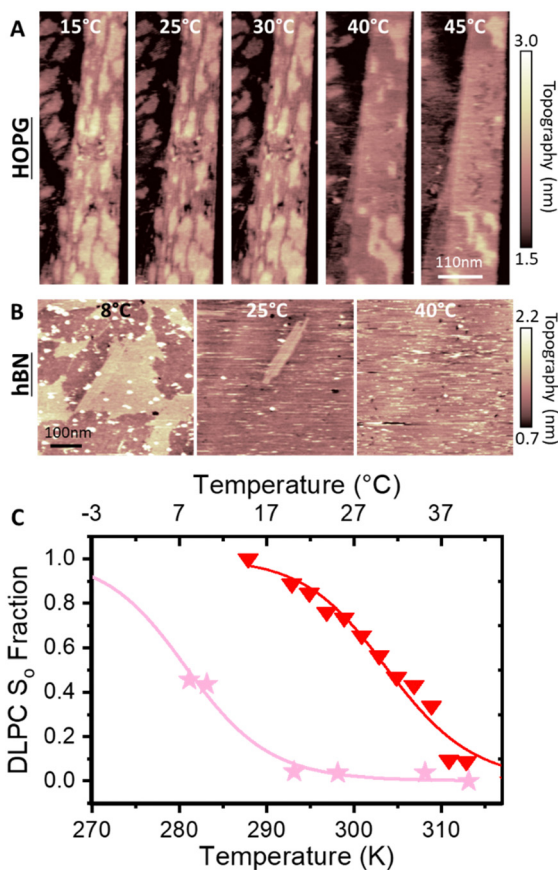 A
15°C 25°C 30°C 40°C 45°C
HOPG
110nm
3.0
Topography (nm)
1.5
B
8°C 25°C 40°C
hBN
100nm
2.2
Topography (nm)
0.7
C
Temperature (°C)
-3 7 17 27 37
DLPC So Fraction
1.0
0.8
0.6
0.4
0.2
0.0
270 280 290 300 310
Temperature (K)